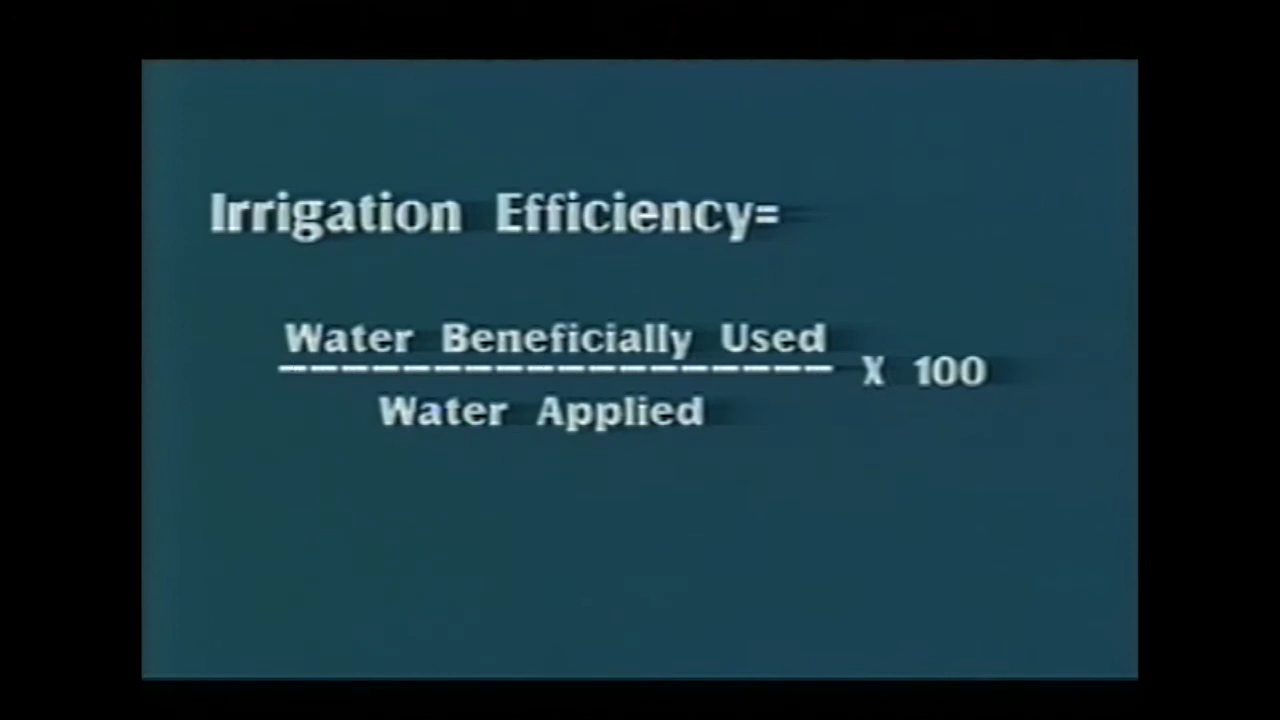 Irrigation Efficiency=
Water Beneficially Used
------------------
Water Applied
X 100